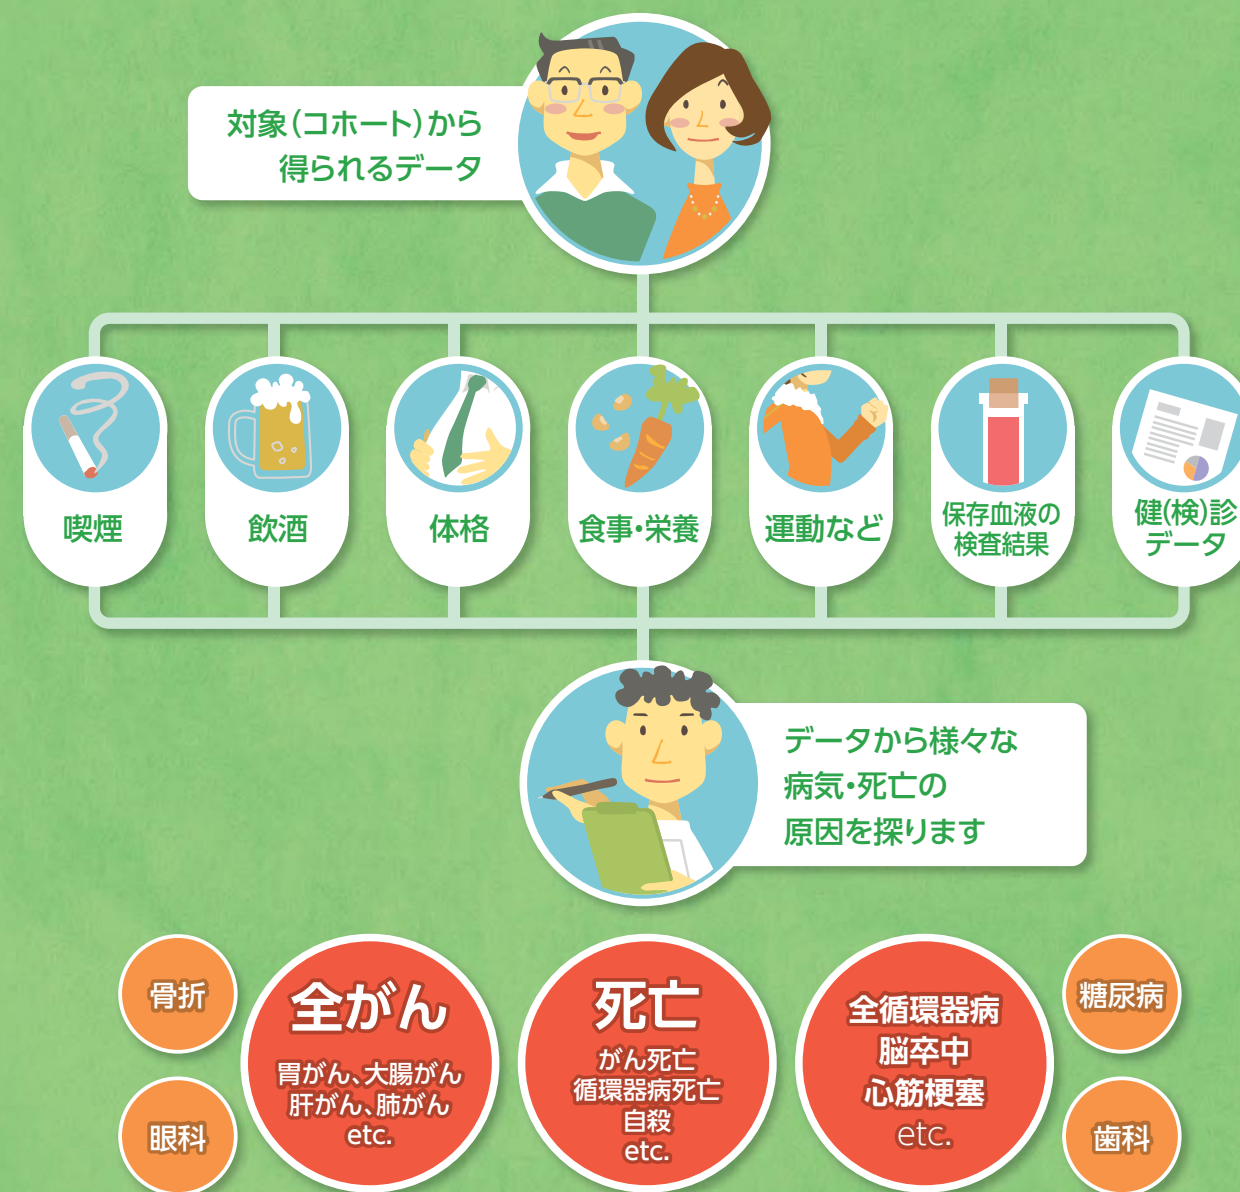 対象(コホート)から
得られるデータ
喫煙
飲酒
体格
食事・栄養
運動など
保存血液の
検査結果
健(検)診
データ
データから様々な
病気・死亡の
原因を探ります
骨折
眼科
全がん
胃がん、大腸がん
肝がん、肺がん
etc.
死亡
がん死亡
循環器病死亡
自殺
etc.
全循環器病
脳卒中
心筋梗塞
etc.
糖尿病
歯科